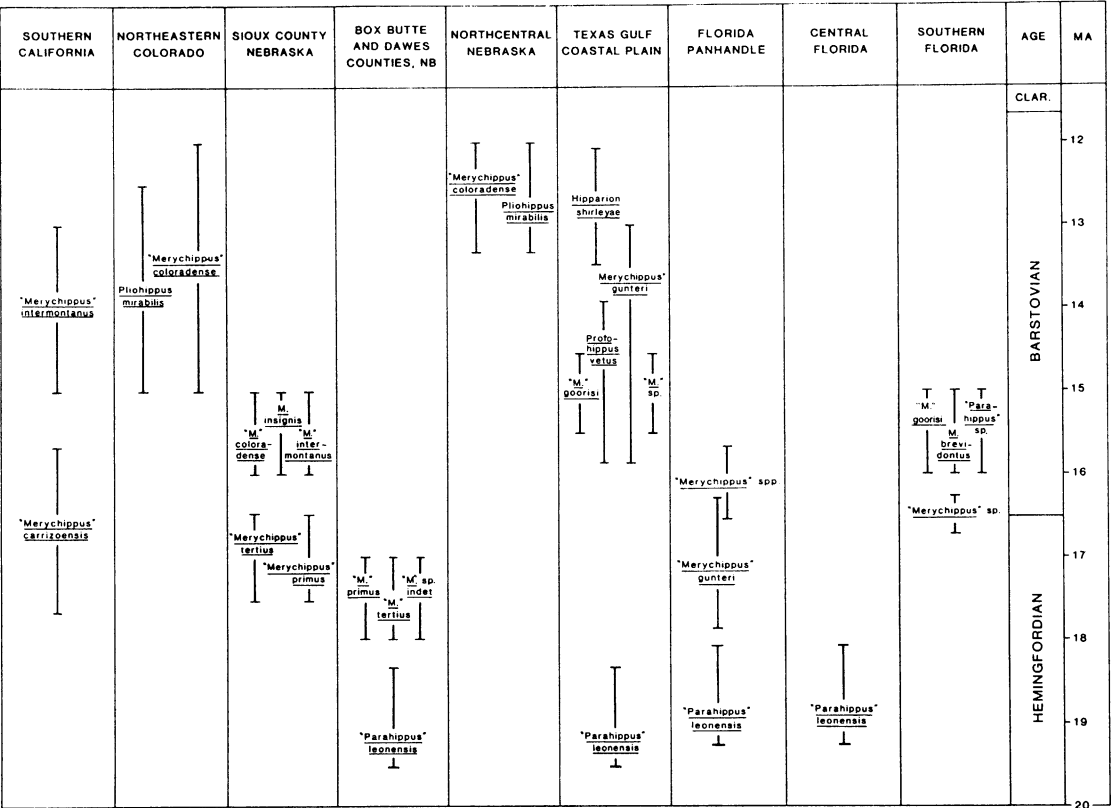 SOUTHERN
CALIFORNIA
NORTHEASTERN
COLORADO
SIOUX COUNTY
NEBRASKA
BOX BUTTE
AND DAWES
COUNTIES, NB
NORTHCENTRAL
NEBRASKA
TEXAS GULF
COASTAL PLAIN
FLORIDA
PANHANDLE
CENTRAL
FLORIDA
SOUTHERN
FLORIDA
AGE
MA
"Merychippus"
intermontanus
"Merychippus"
carrizoensis
Pliohippus
mirabilis
"Merychippus"
coloradense
"M."
colora-
dense
M.
insignis
"M."
inter-
montanus
"Merychippus"
tertius
"Merychippus"
primus
"M."
primus
"M."
tertius
"M." sp.
indet
"Parahippus"
leonensis
"Merychippus"
coloradense
Pliohippus
mirabilis
Hipparion
shirleyae
Merychippus"
gunteri
Proto-
hippus
vetus
"M."
goorisi
"M."
sp.
"Parahippus"
leonensis
"Merychippus" spp
"Merychippus"
gunteri
"Parahippus"
leonensis
"Parahippus"
leonensis
"M."
goorisi
M.
brevi-
dontus
"Para-
hippus"
sp.
"Merychippus" sp.
CLAR.
BARSTOVIAN
HEMINGFORDIAN
12
13
14
15
16
17
18
19
20